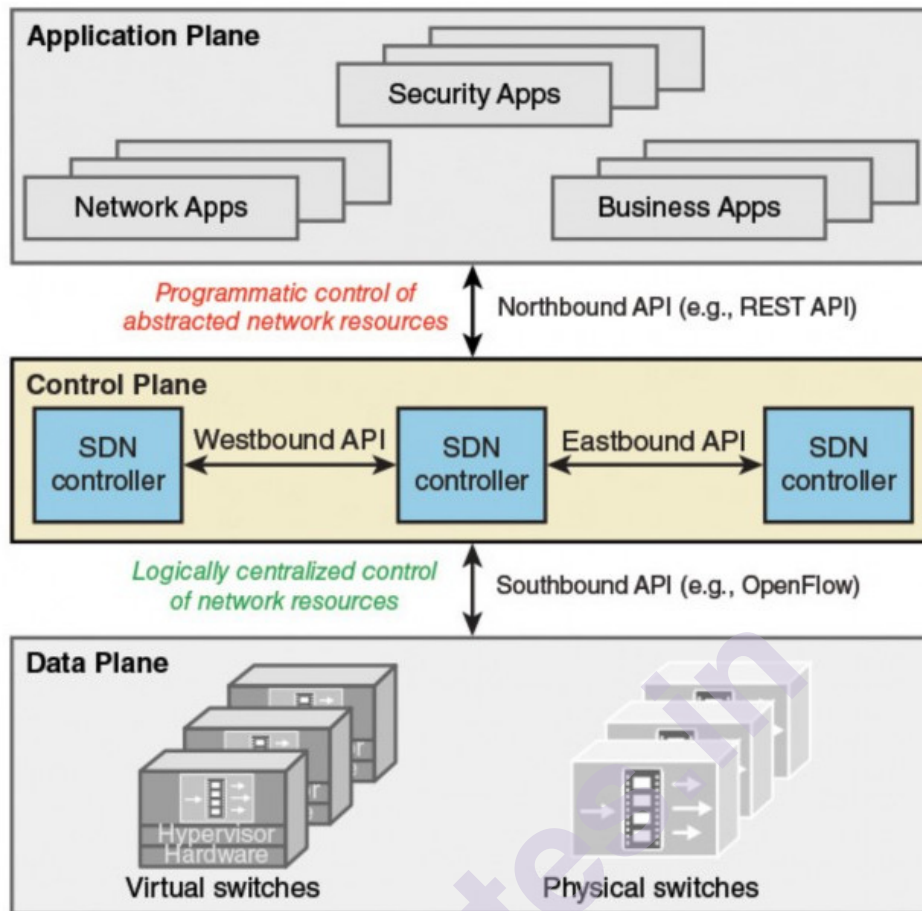 Application Plane
Security Apps
Network Apps
Business Apps
Programmatic control of
abstracted network resources
Northbound API (e.g., REST API)
Control Plane
SDN
controller
Westbound API
SDN
controller
Eastbound API
SDN
controller
Logically centralized control
of network resources
Southbound API (e.g., OpenFlow)
Data Plane
Hypervisor
Hardware
Virtual switches
Physical switches